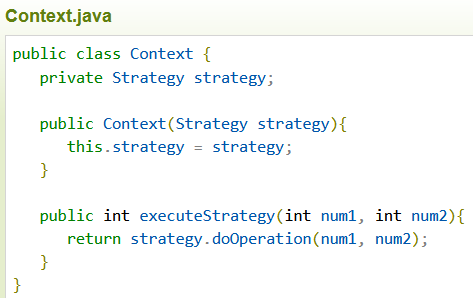 Context.java
public class Context {
   private Strategy strategy;

   public Context(Strategy strategy){
      this.strategy = strategy;
   }

   public int executeStrategy(int num1, int num2){
      return strategy.doOperation(num1, num2);
   }
}